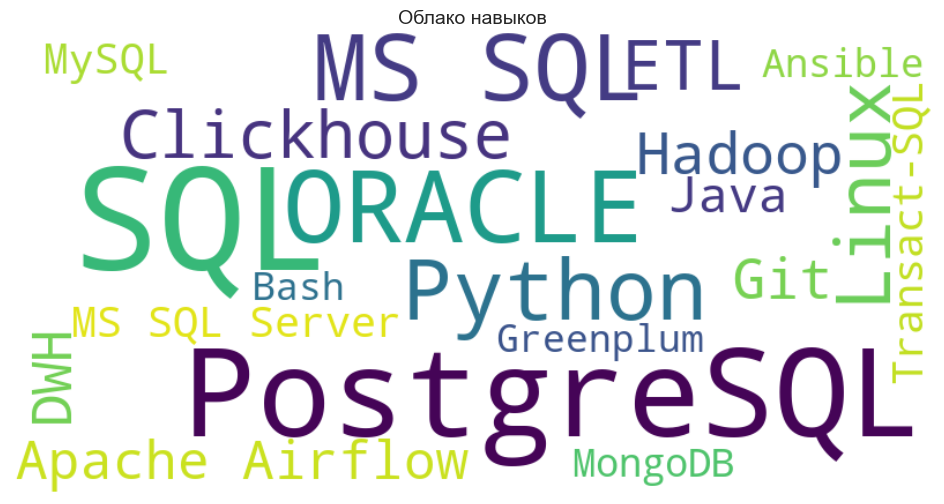 Облако навыков
MySQL
MS SQL
ETL
Ansible
Clickhouse
Hadoop
Linux
Transact-SQL
SQL
ORACLE
Java
Python
Git
Bash
MS SQL Server
Greenplum
DWH
PostgreSQL
Apache Airflow
MongoDB